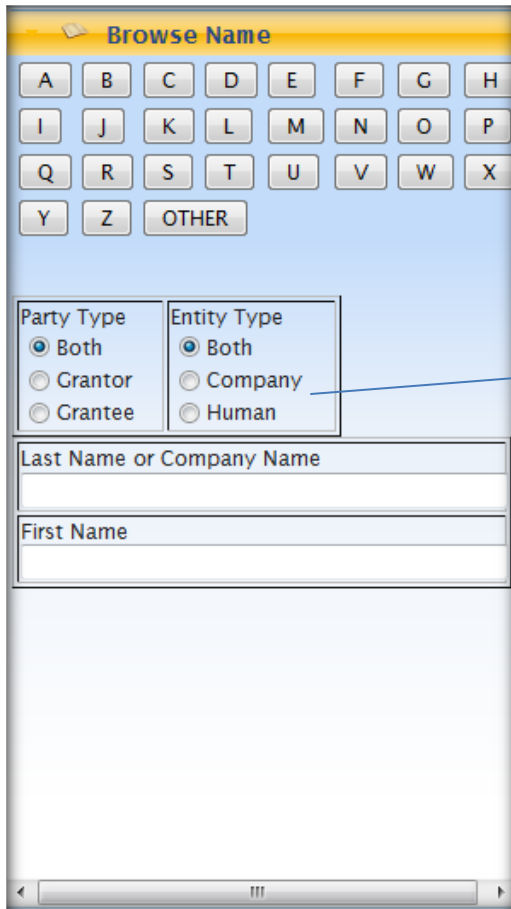 Browse Name
A B C D E F G H
I J K L M N O P
Q R S T U V W X
Y Z OTHER
Party Type Entity Type
Both Both
Grantor Company
Grantee Human
Last Name or Company Name
First Name